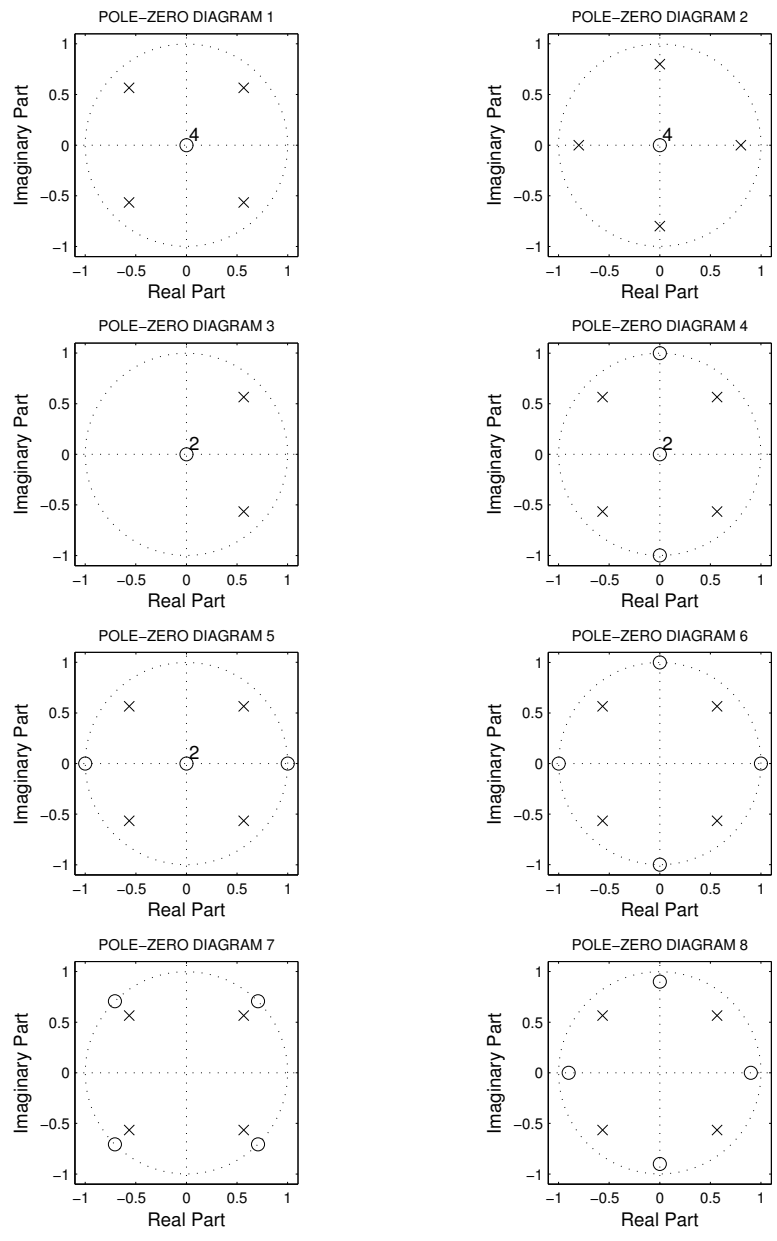 POLE−ZERO DIAGRAM 1
1
0.5
0
−0.5
−1
Imaginary Part
4
−1 −0.5 0 0.5 1
Real Part
POLE−ZERO DIAGRAM 2
1
0.5
0
−0.5
−1
Imaginary Part
4
−1 −0.5 0 0.5 1
Real Part
POLE−ZERO DIAGRAM 3
1
0.5
0
−0.5
−1
Imaginary Part
2
−1 −0.5 0 0.5 1
Real Part
POLE−ZERO DIAGRAM 4
1
0.5
0
−0.5
−1
Imaginary Part
2
−1 −0.5 0 0.5 1
Real Part
POLE−ZERO DIAGRAM 5
1
0.5
0
−0.5
−1
Imaginary Part
2
−1 −0.5 0 0.5 1
Real Part
POLE−ZERO DIAGRAM 6
1
0.5
0
−0.5
−1
Imaginary Part
−1 −0.5 0 0.5 1
Real Part
POLE−ZERO DIAGRAM 7
1
0.5
0
−0.5
−1
Imaginary Part
−1 −0.5 0 0.5 1
Real Part
POLE−ZERO DIAGRAM 8
1
0.5
0
−0.5
−1
Imaginary Part
−1 −0.5 0 0.5 1
Real Part